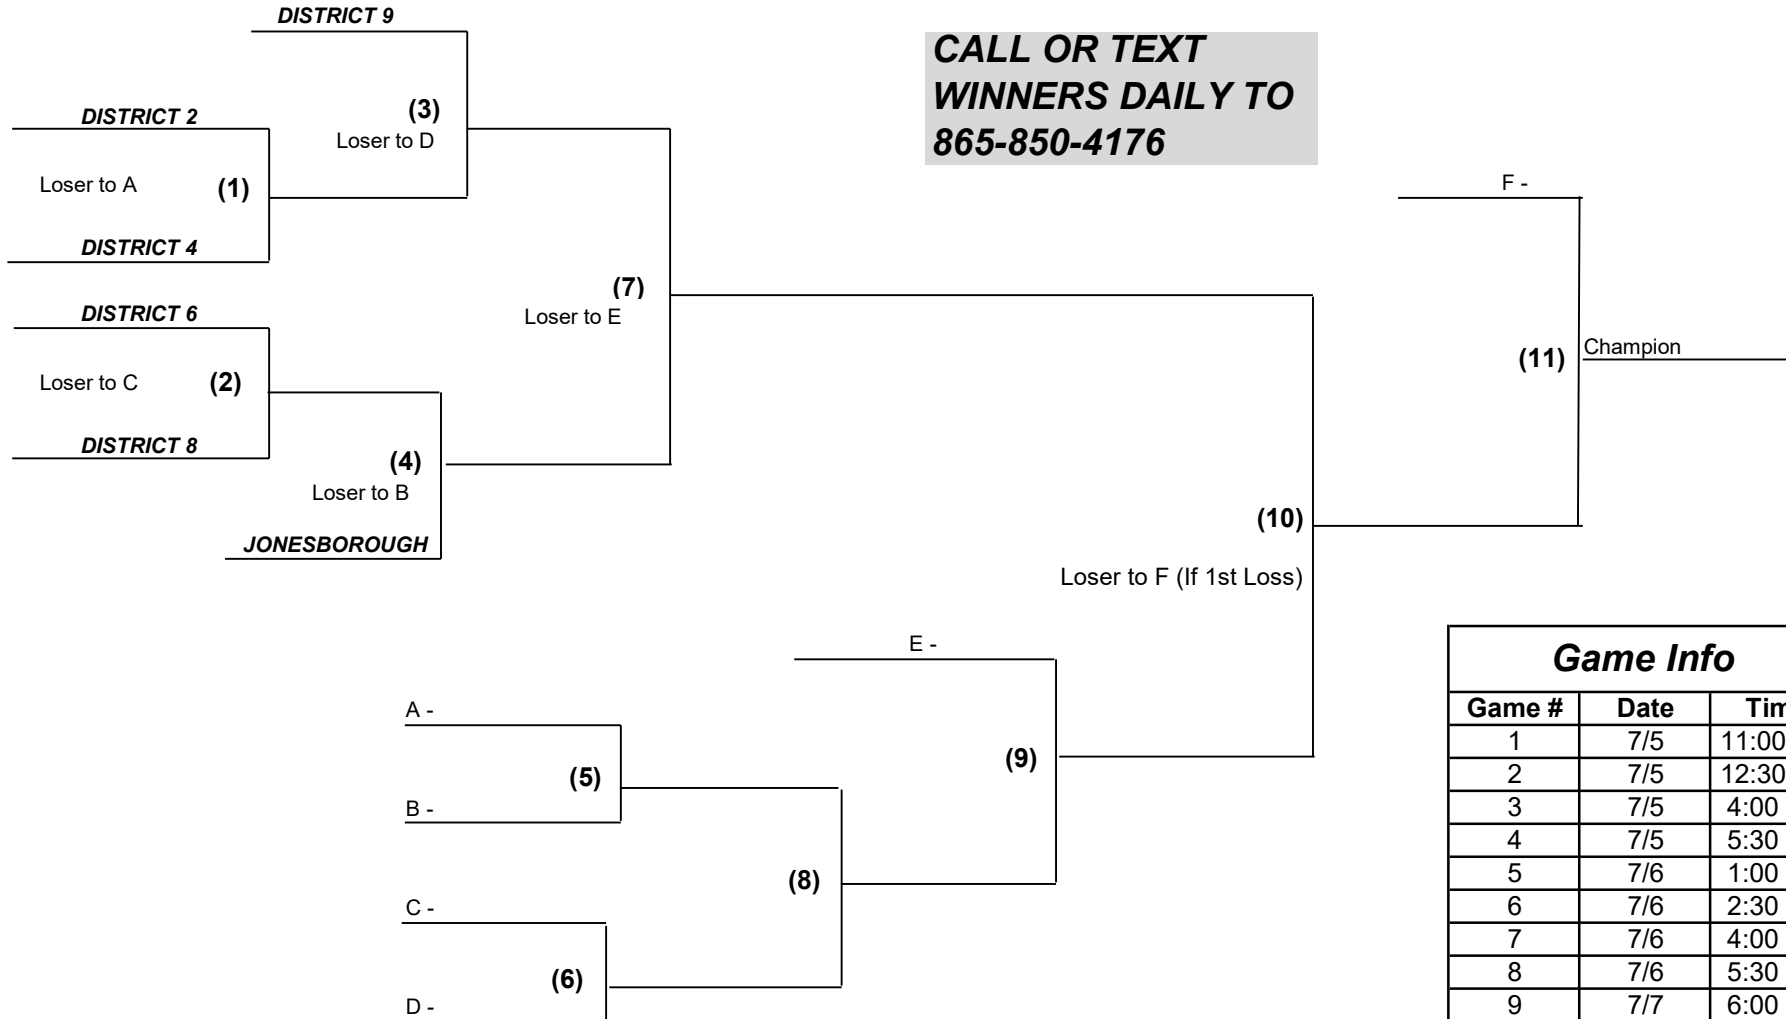 DISTRICT 9
CALL OR TEXT
WINNERS DAILY TO
865-850-4176
DISTRICT 2
(3)
Loser to D
Loser to A
(1)
F -
DISTRICT 4
(7)
DISTRICT 6
Loser to E
(11)
Champion
Loser to C
(2)
DISTRICT 8
(4)
Loser to B
(10)
JONESBOROUGH
Loser to F (If 1st Loss)
E -
A -
(9)
(5)
B -
(8)
C -
(6)
D -
Game Info
Game # Date
1 7/5 11:00
2 7/5 12:30
3 7/5 4:00
4 7/5 5:30
5 7/6 1:00
6 7/6 2:30
7 7/6 4:00
8 7/6 5:30
9 7/7 6:00